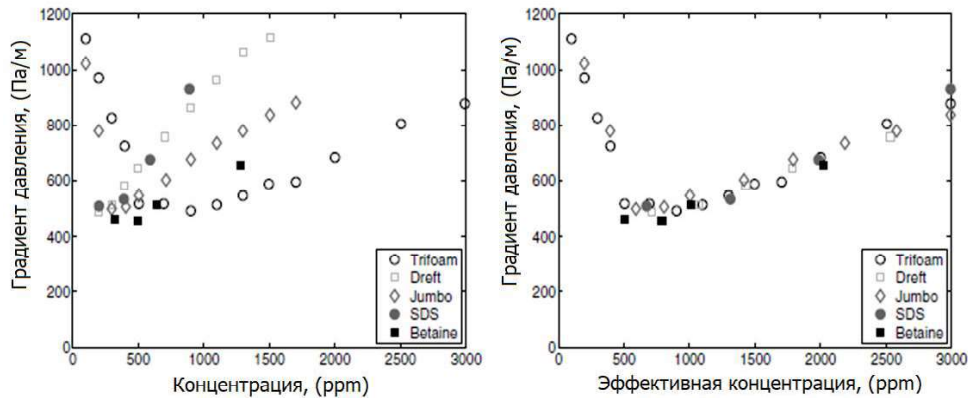 1200
1000
800
600
400
200
0
Градиент давления, (Па/м)
0 500 1000 1500 2000 2500 3000
Концентрация, (ppm)
Trifoam
Dreft
Jumbo
SDS
Betaine
1200
1000
800
600
400
200
0
Градиент давления, (Па/м)
0 500 1000 1500 2000 2500 3000
Эффективная концентрация, (ppm)
Trifoam
Dreft
Jumbo
SDS
Betaine